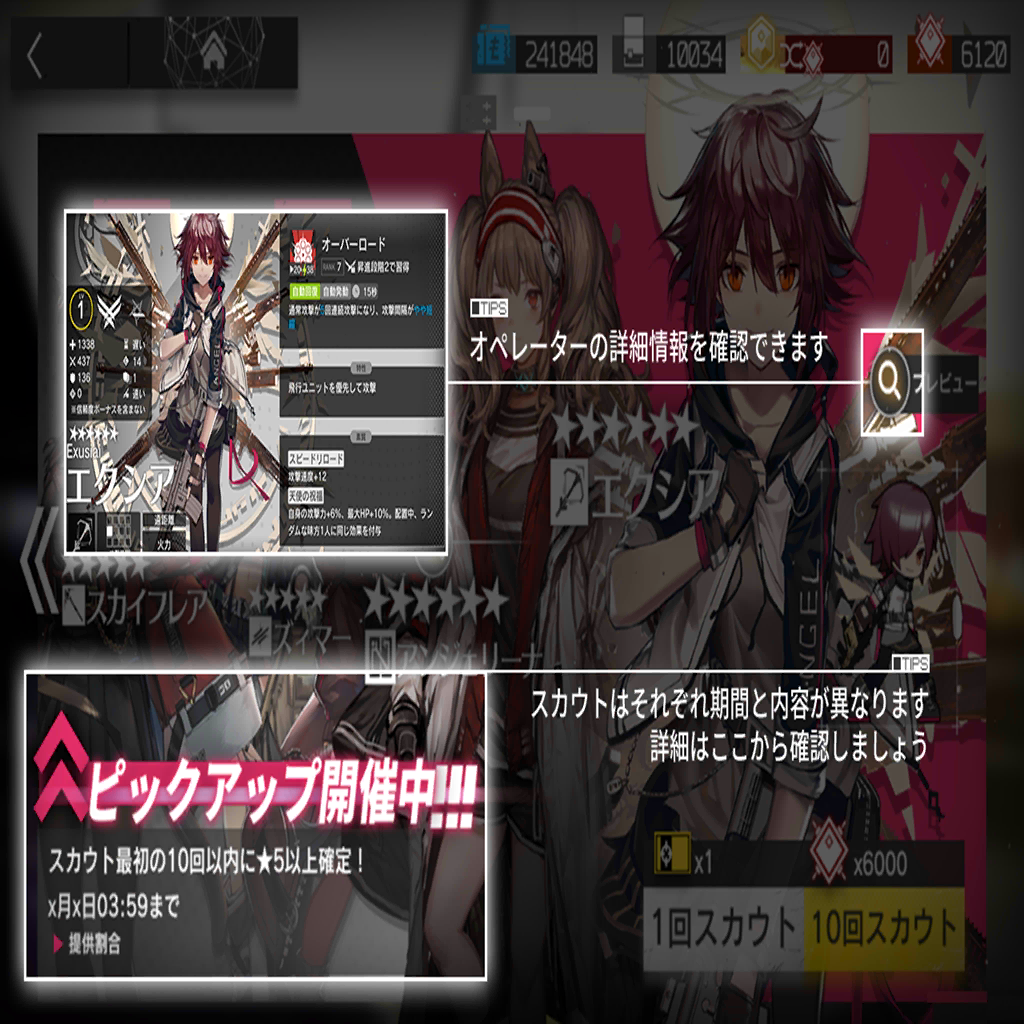 241848
10034
0
6120
オーバーロード
RANK 7 昇進段階2で習得
自動回復 自動発動 15秒
通常攻撃が5回連続攻撃になり、攻撃間隔がやや短縮
特性
飛行ユニットを優先して攻撃
素質
スピードリロード
攻撃速度+12
天使の祝福
自身の攻撃力+6%、最大HP+10%。配置中、ランダムな味方1人に同じ効果を付与
LV
1
1338 遅い
437 14
136 1
0 速い
※信頼度ボーナスを含まない
★★★★★★
Exusiai
エクシア
遠距離
火力
TIPS
オペレーターの詳細情報を確認できます
プレビュー
★★★★★★
エクシア
スカイフレア
★★★★★
ズィマー
★★★★★★
アンジェリーナ
TIPS
スカウトはそれぞれ期間と内容が異なります
詳細はここから確認しましょう
ピックアップ開催中!!!
スカウト最初の10回以内に★5以上確定！
x月x日03:59まで
提供割合
x1
x6000
1回スカウト
10回スカウト